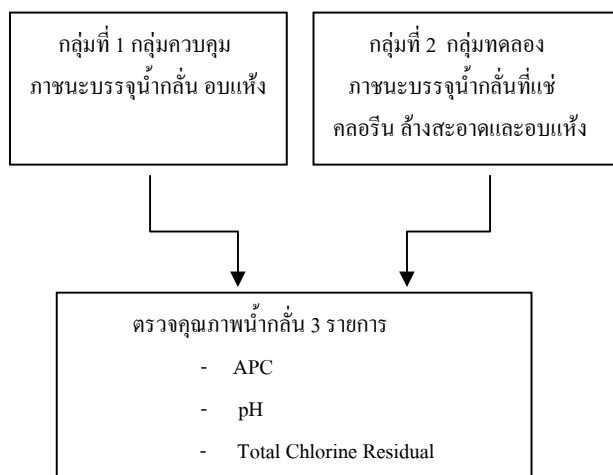 กลุ่มที่ 1 กลุ่มควบคุม
ภาชนะบรรจุน้ำกลั่น อบแห้ง
กลุ่มที่ 2 กลุ่มทดลอง
ภาชนะบรรจุน้ำกลั่นที่แช่
คลอรีน ล้างสะอาดและอบแห้ง
ตรวจคุณภาพน้ำกลั่น 3 รายการ
- APC
- pH
- Total Chlorine Residual